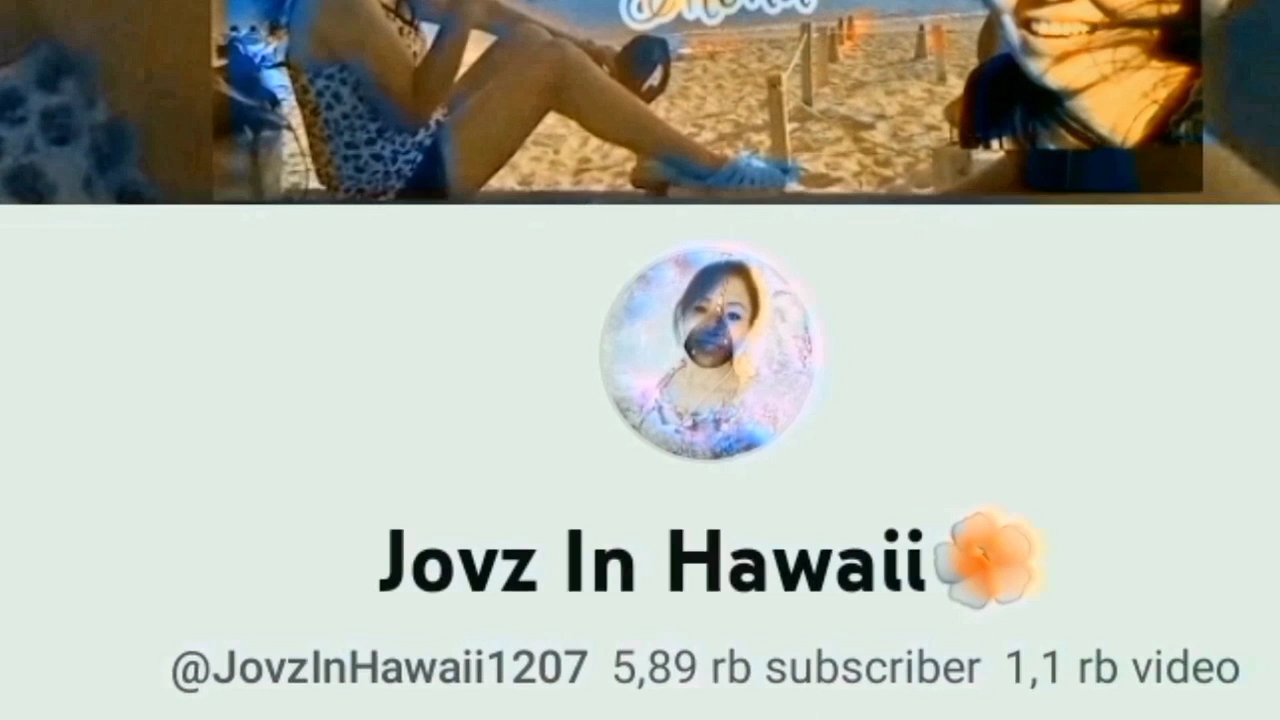 Jovz In Hawaii🌺
@JovzInHawaii1207 5,89 rb subscriber 1,1 rb video